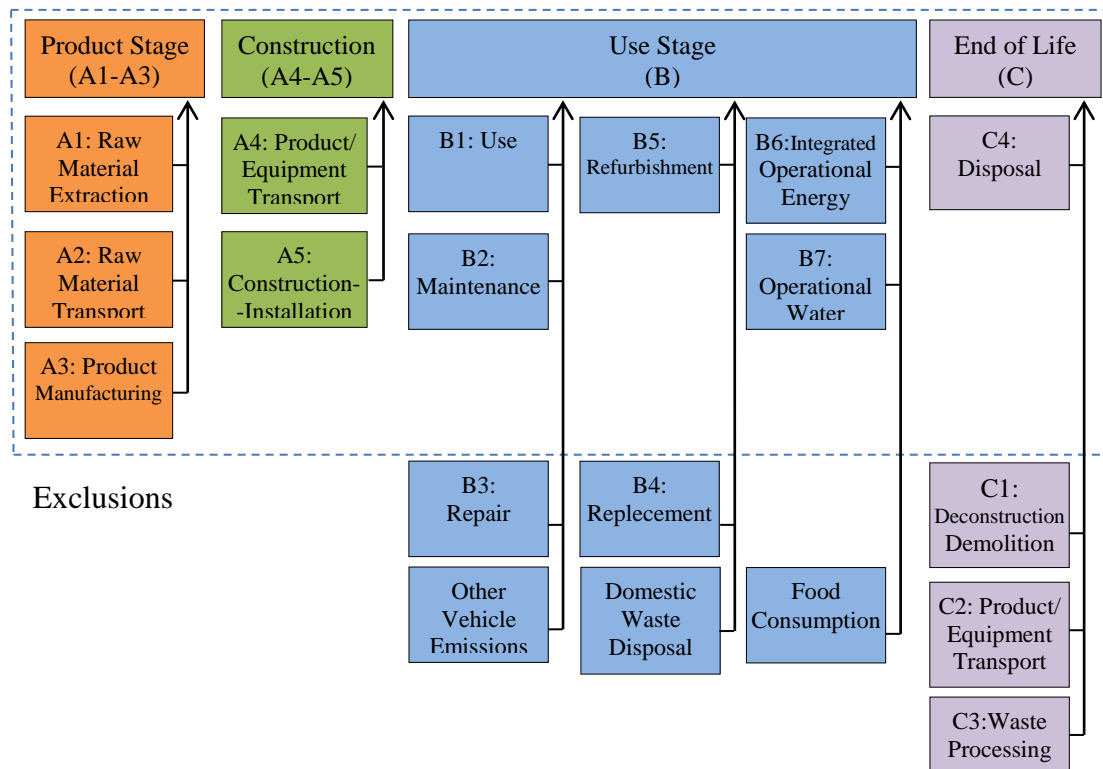 Product Stage
(A1-A3)
Construction
(A4-A5)
Use Stage
(B)
End of Life
(C)
A1: Raw
Material
Extraction
A2: Raw
Material
Transport
A3: Product
Manufacturing
A4: Product/
Equipment
Transport
A5:
Construction-
-Installation
B1: Use
B2:
Maintenance
B5:
Refurbishment
B6:Integrated
Operational
Energy
B7:
Operational
Water
C4:
Disposal
Exclusions
B3:
Repair
Other
Vehicle
Emissions
B4:
Replecement
Domestic
Waste
Disposal
Food
Consumption
C1:
Deconstruction
Demolition
C2: Product/
Equipment
Transport
C3:Waste
Processing